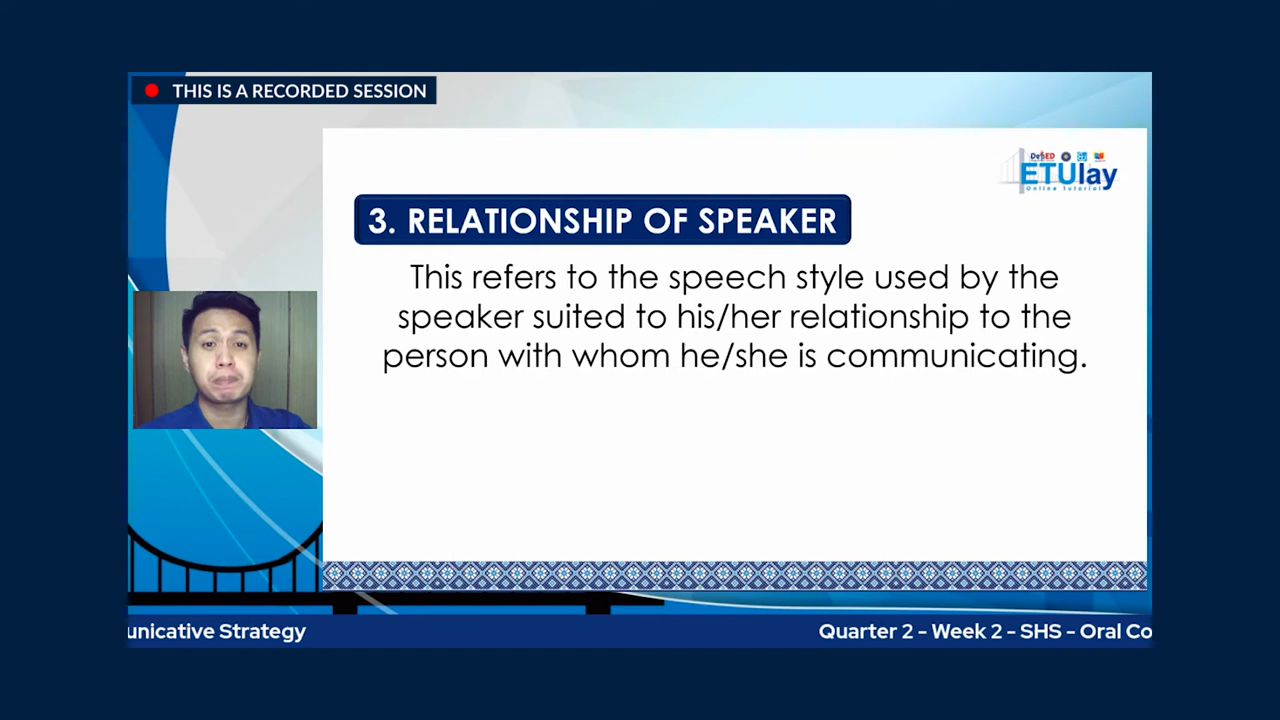 THIS IS A RECORDED SESSION
DepED
ETUlay
Online Tutorial
3. RELATIONSHIP OF SPEAKER
This refers to the speech style used by the
speaker suited to his/her relationship to the
person with whom he/she is communicating.
unicative Strategy
Quarter 2 - Week 2 - SHS - Oral Co